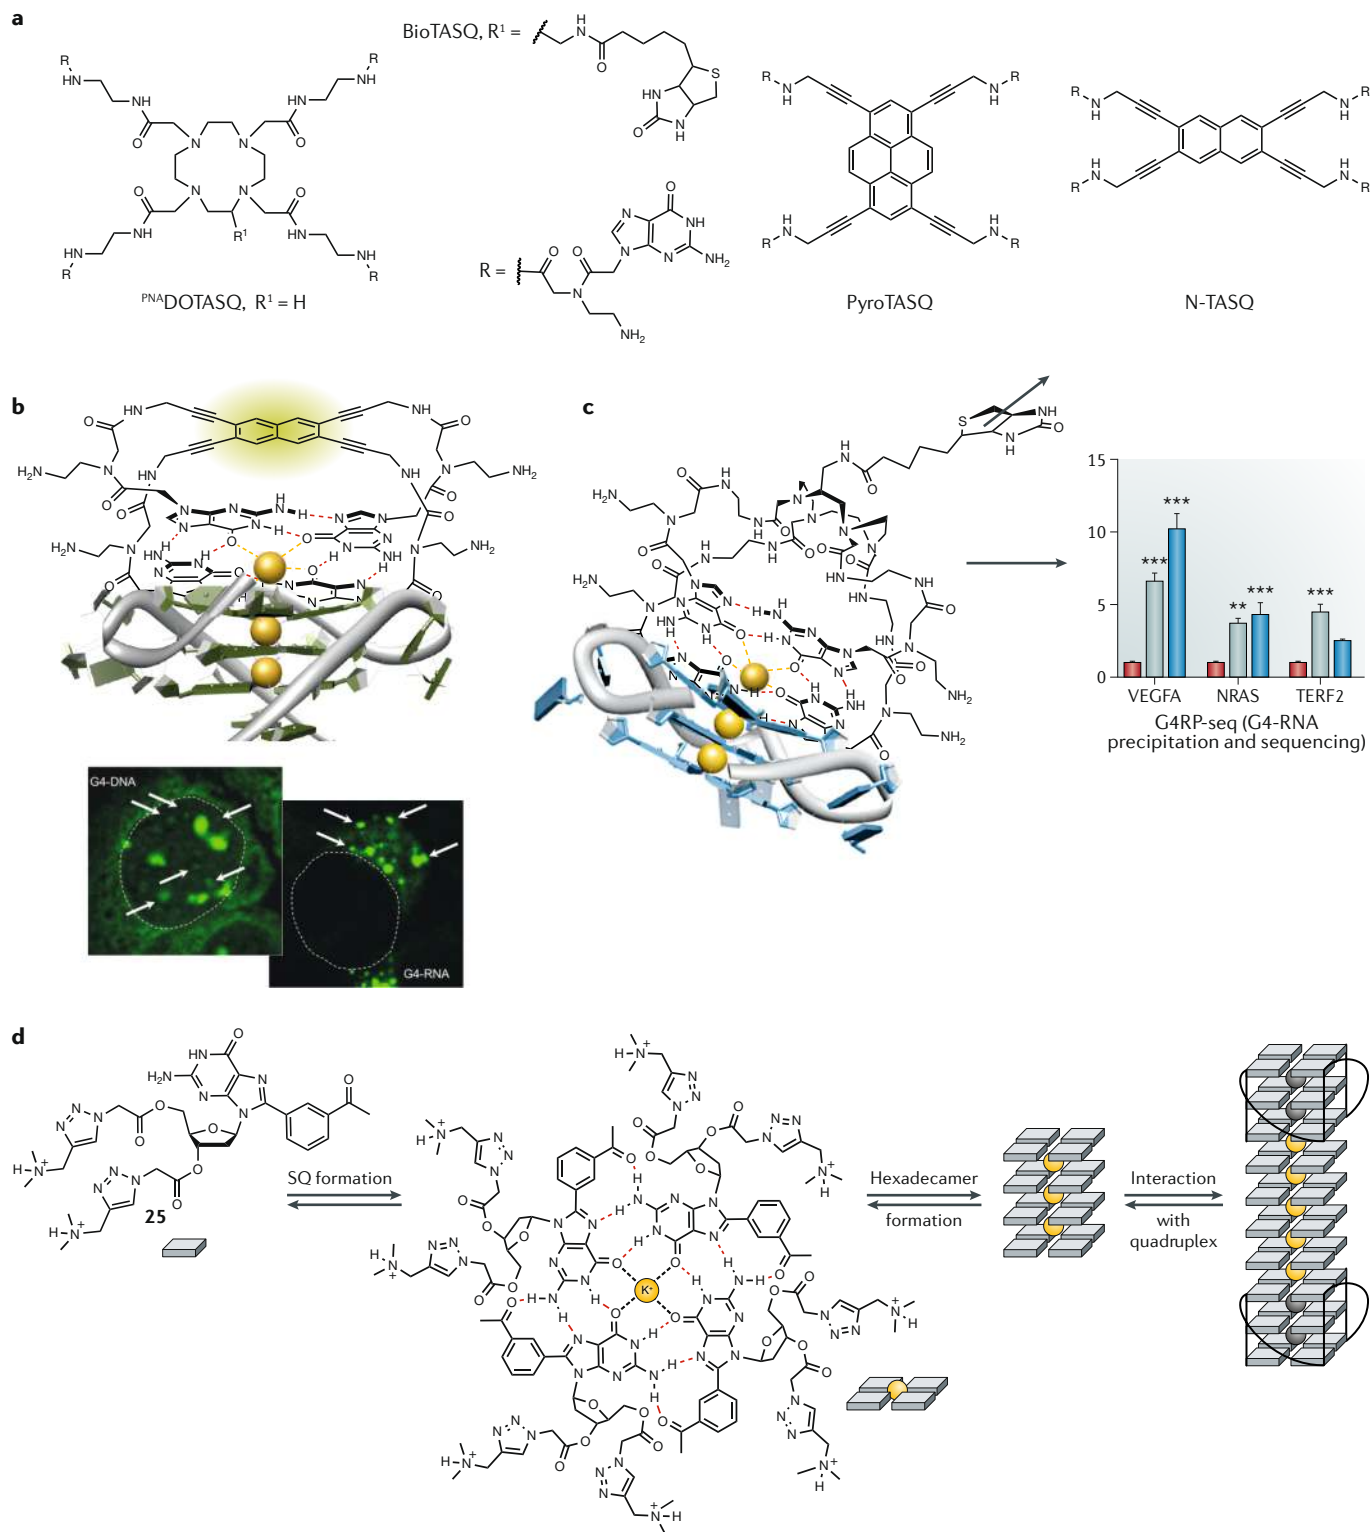 a
BioTASQ, R¹ =
ᴾᴺᴬDOTASQ, R¹ = H
R =
PyroTASQ
N-TASQ
b
G4-DNA
G4-RNA
c
15
10
5
0
***
***
**
***
***
VEGFA NRAS TERF2
G4RP-seq (G4-RNA
precipitation and sequencing)
d
25
SQ formation
K⁺
Hexadecamer
formation
Interaction
with
quadruplex